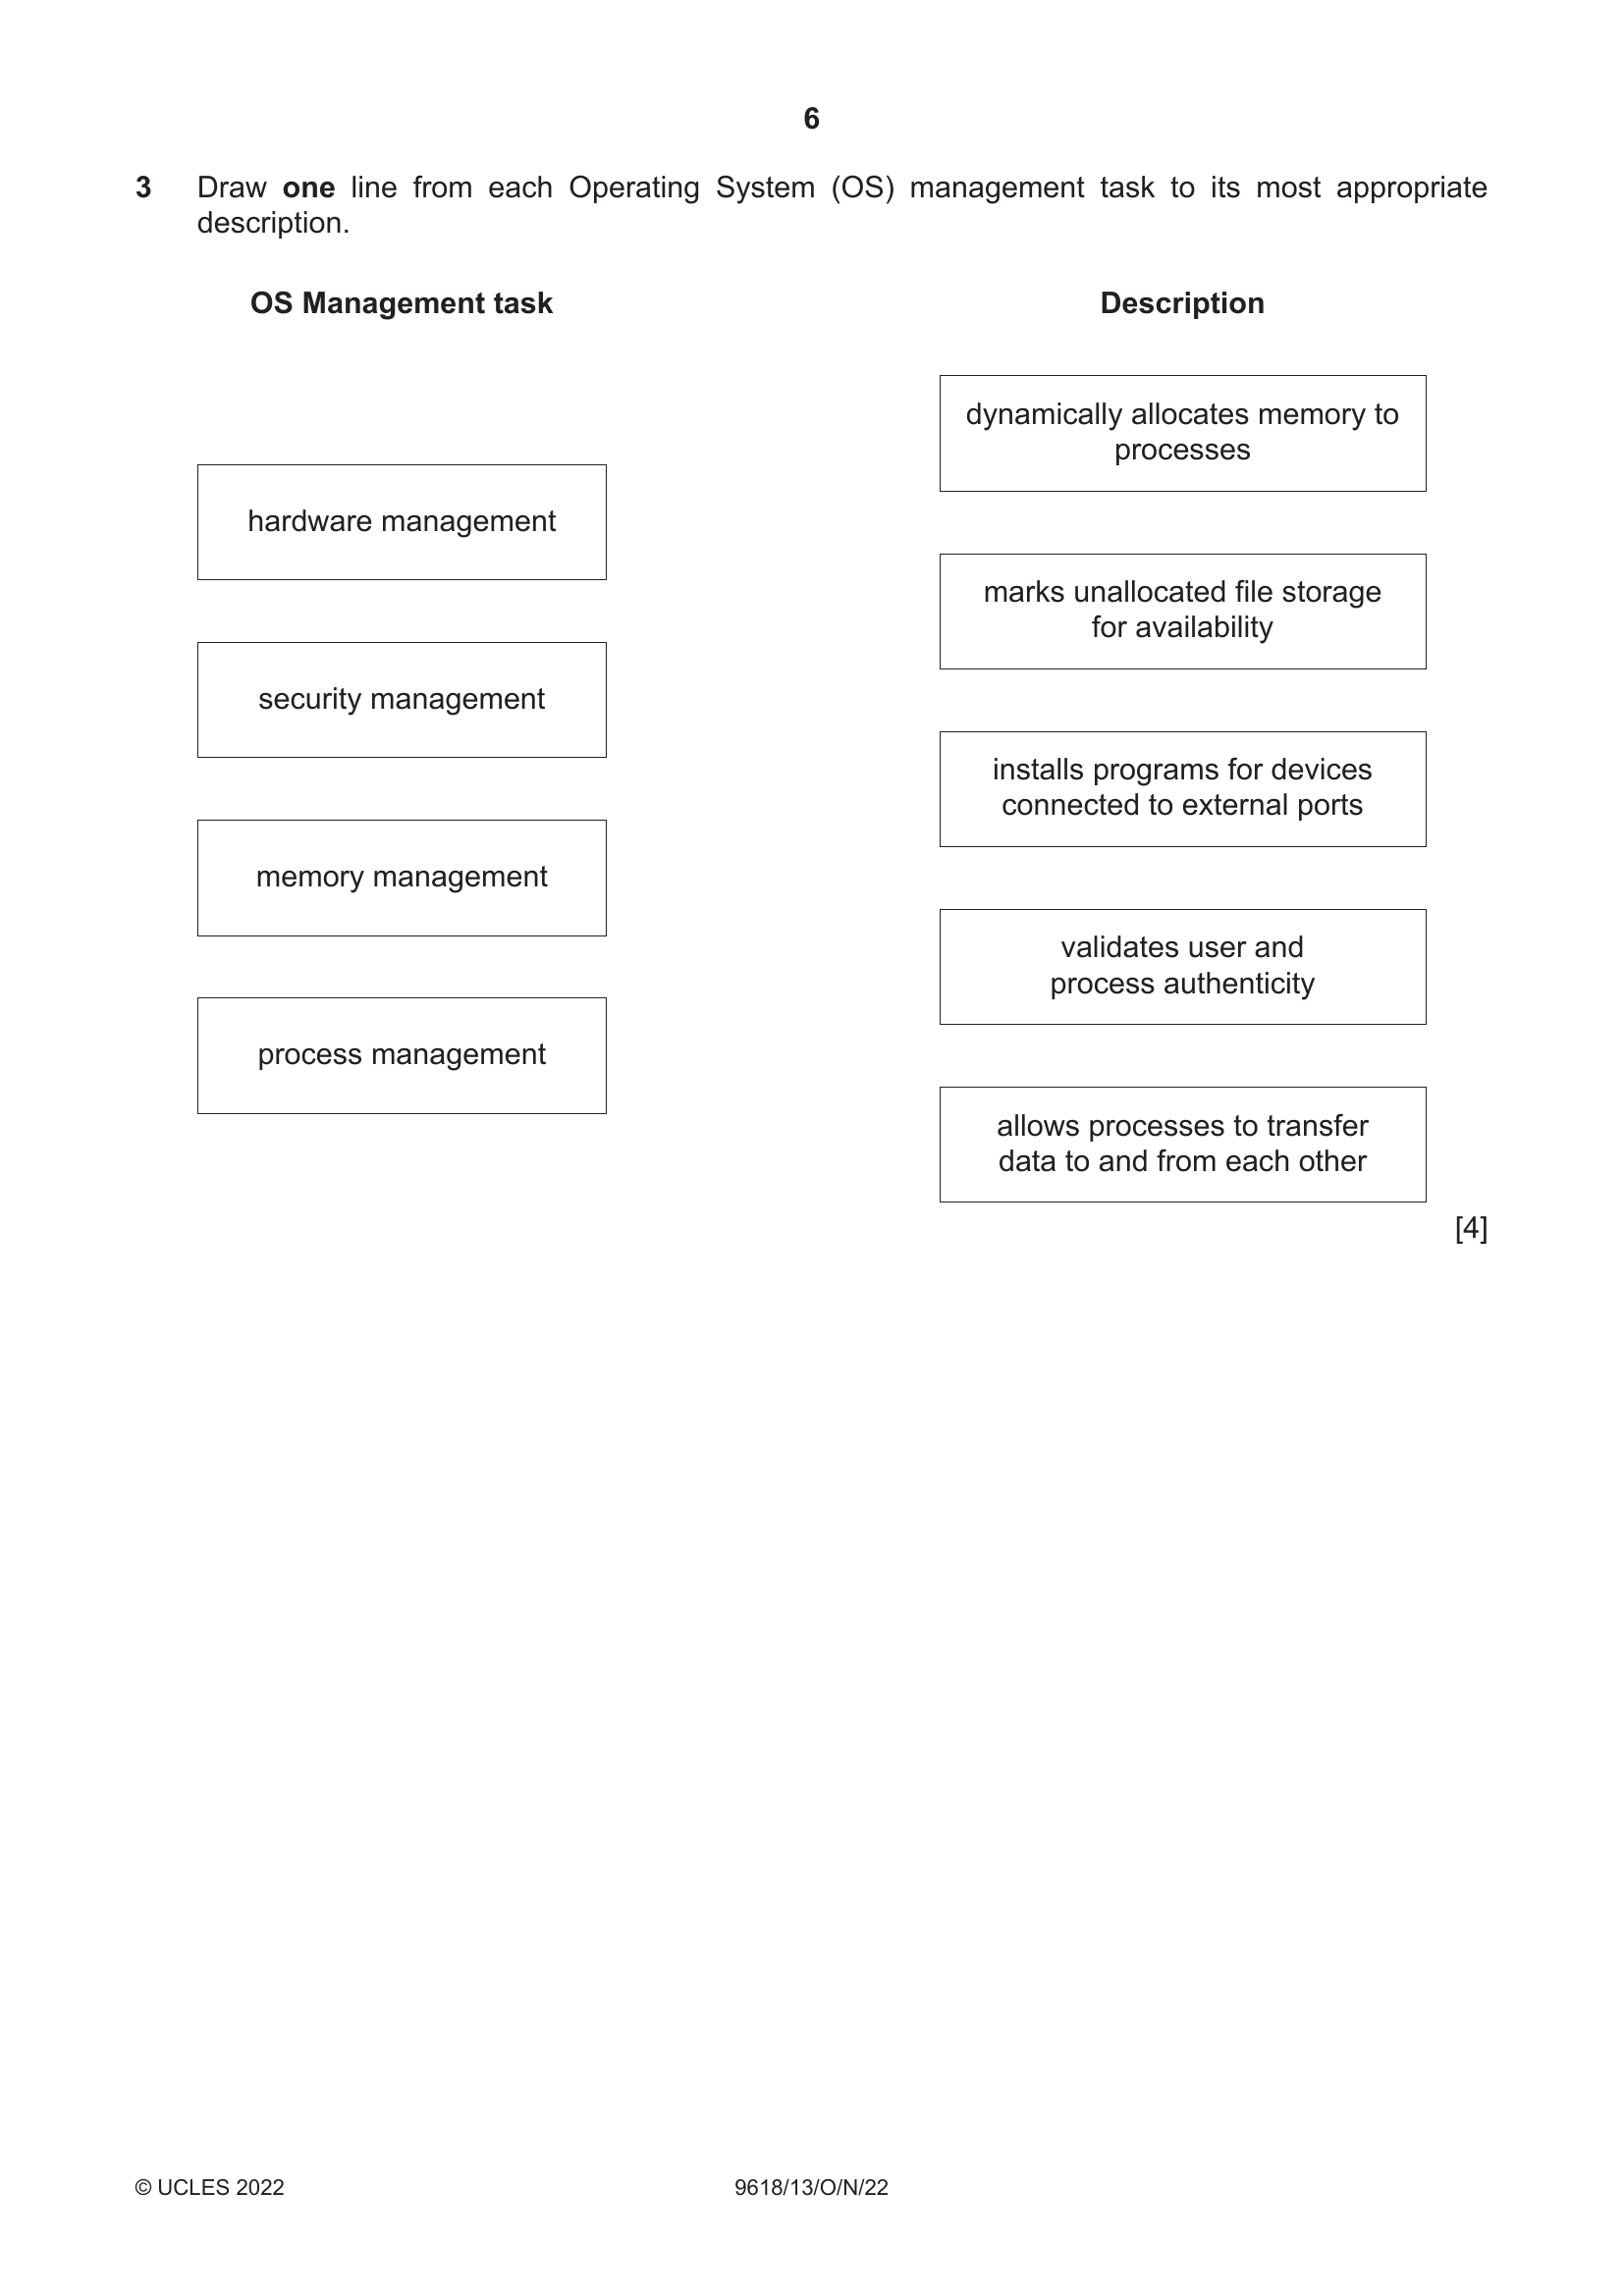 6
3 Draw one line from each Operating System (OS) management task to its most appropriate
description.
OS Management task
Description
dynamically allocates memory to
processes
hardware management
marks unallocated file storage
for availability
security management
installs programs for devices
connected to external ports
memory management
validates user and
process authenticity
process management
allows processes to transfer
data to and from each other
[4]
© UCLES 2022
9618/13/O/N/22